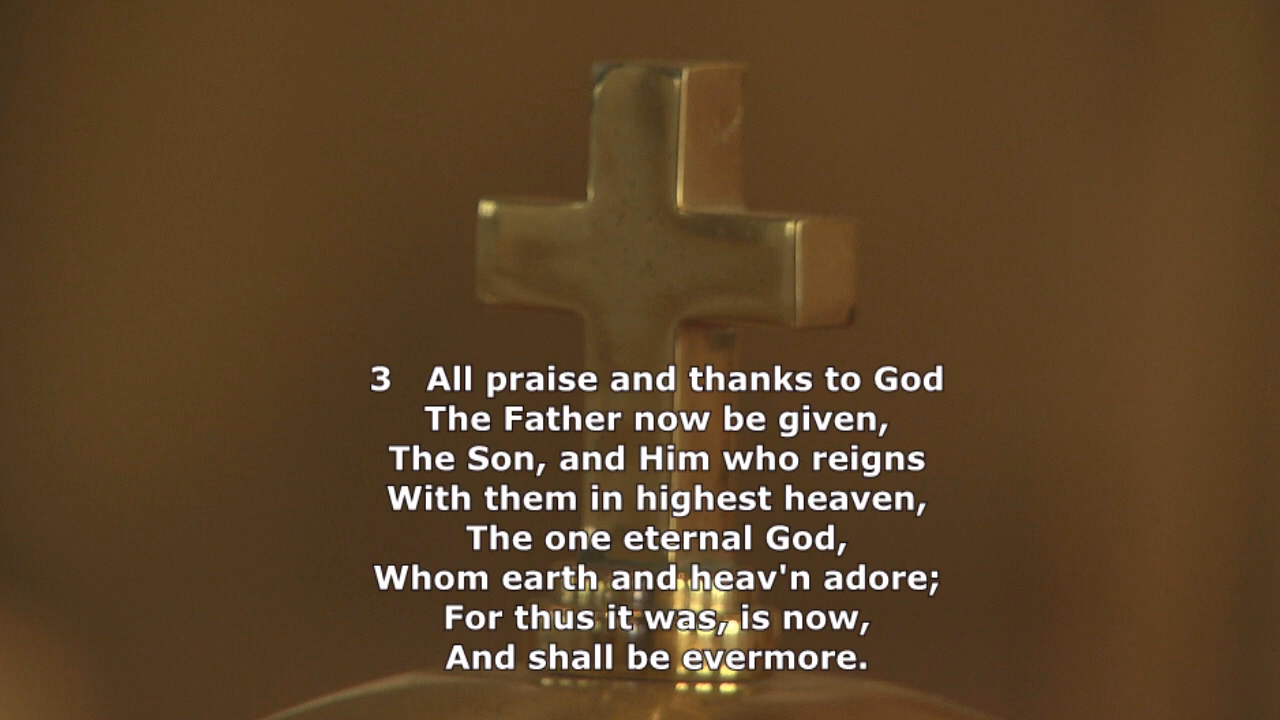 3 All praise and thanks to God
The Father now be given,
The Son, and Him who reigns
With them in highest heaven,
The one eternal God,
Whom earth and heav'n adore;
For thus it was, is now,
And shall be evermore.